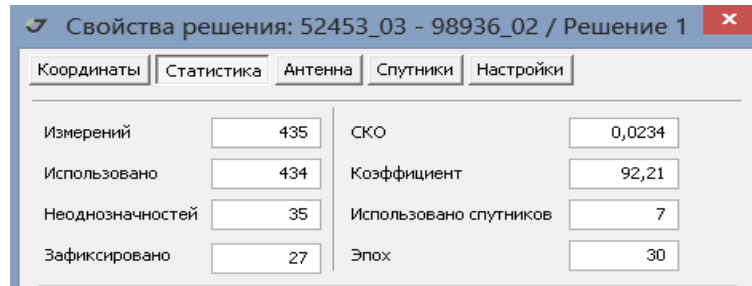 Свойства решения: 52453_03 - 98936_02 / Решение 1
Координаты Статистика Антенна Спутники Настройки
Измерений 435 СКО 0,0234
Использовано 434 Коэффициент 92,21
Неоднозначностей 35 Использовано спутников 7
Зафиксировано 27 Эпох 30